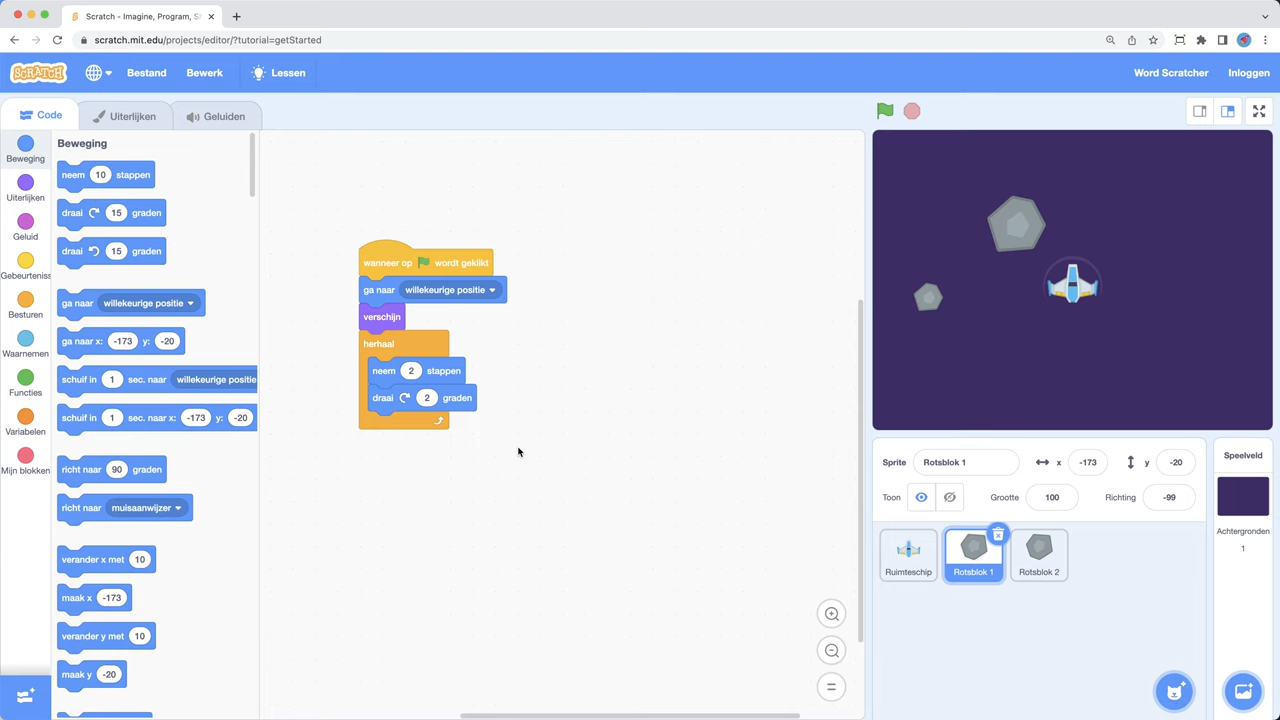 Scratch - Imagine, Program, S
scratch.mit.edu/projects/editor/?tutorial=getStarted
SCRATCH
Bestand
Bewerk
Lessen
Word Scratcher
Inloggen
Code
Uiterlijken
Geluiden
Beweging
Uiterlijken
Geluid
Gebeurteniss
Besturen
Waarnemen
Functies
Variabelen
Mijn blokken
Beweging
neem 10 stappen
draai 15 graden
draai 15 graden
ga naar willekeurige positie
ga naar x: -173 y: -20
schuif in 1 sec. naar willekeurige positie
schuif in 1 sec. naar x: -173 y: -20
richt naar 90 graden
richt naar muisaanwijzer
verander x met 10
maak x -173
verander y met 10
maak y -20
wanneer op wordt geklikt
ga naar willekeurige positie
verschijn
herhaal
neem 2 stappen
draai 2 graden
Sprite Rotsblok 1 x -173 y -20
Toon Grootte 100 Richting -99
Ruimteschip
Rotsblok 1
Rotsblok 2
Speelveld
Achtergronden
1